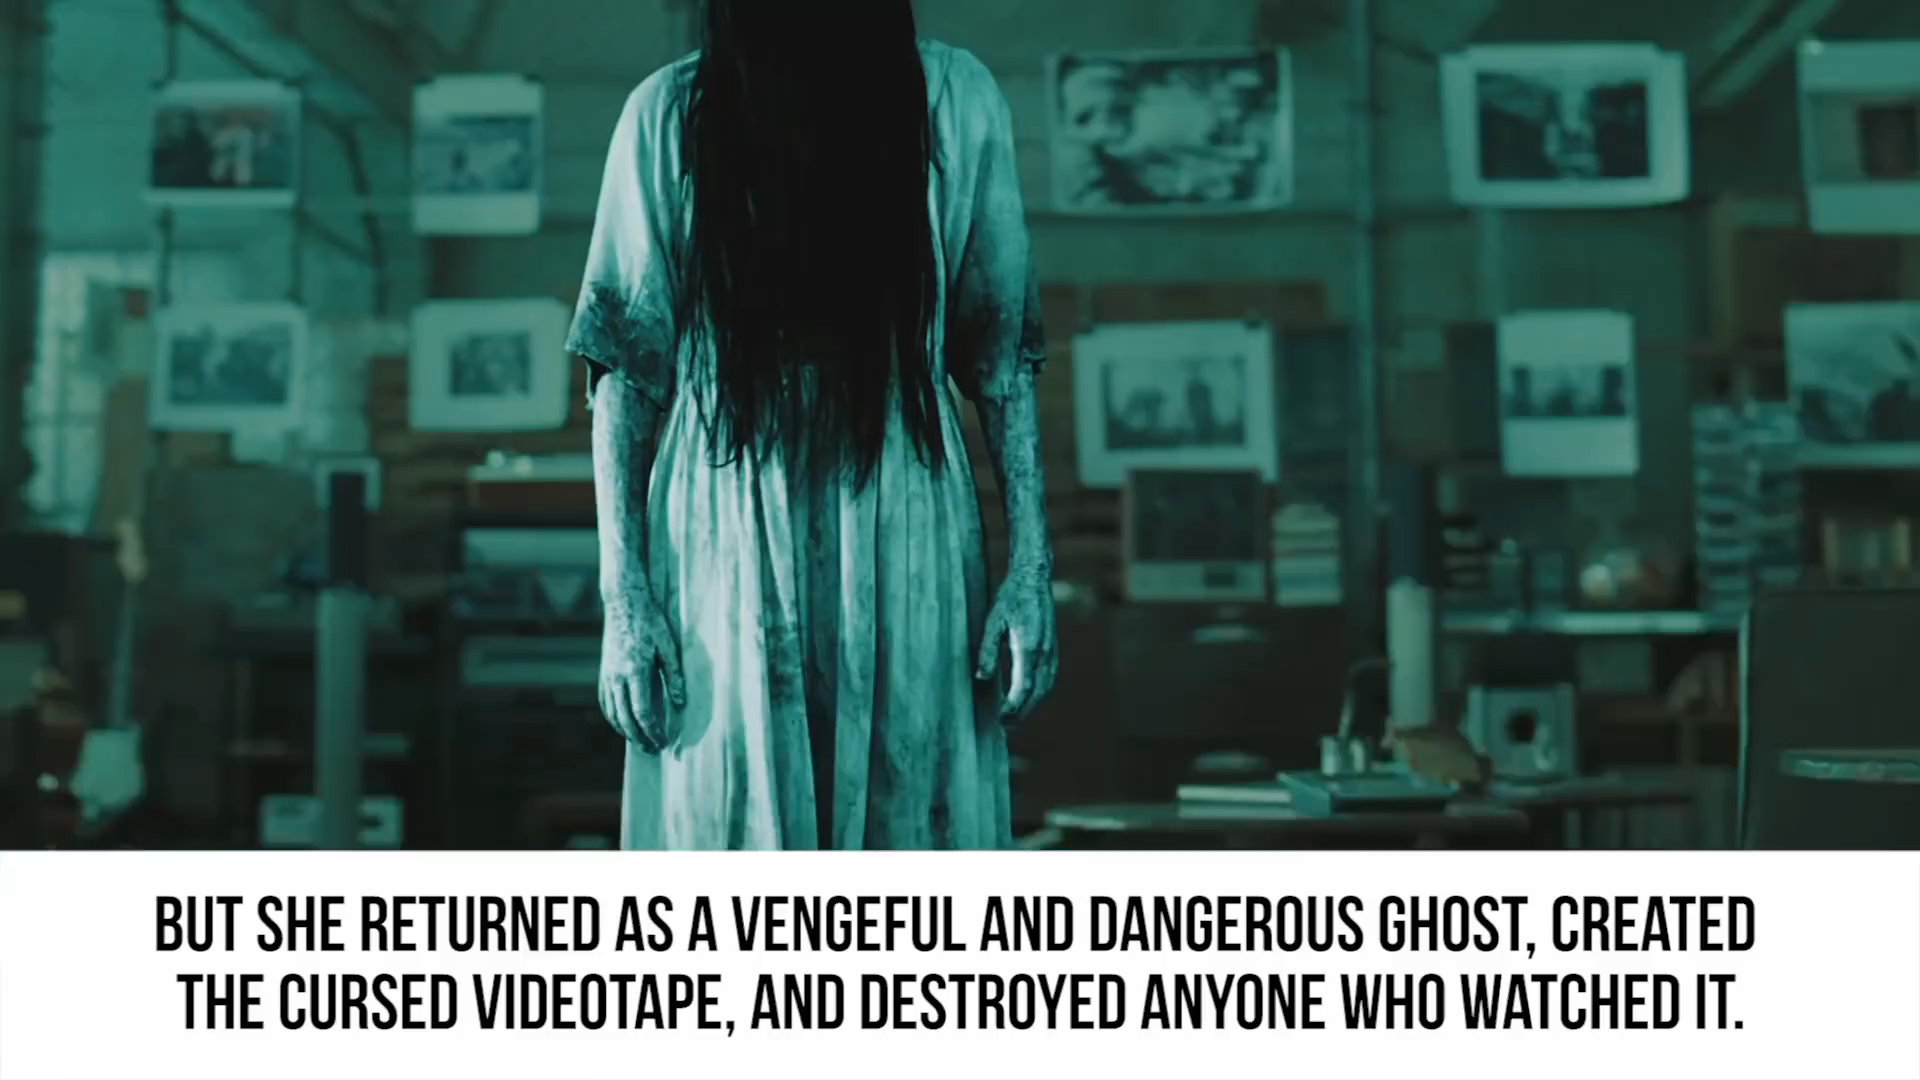 BUT SHE RETURNED AS A VENGEFUL AND DANGEROUS GHOST, CREATED
THE CURSED VIDEOTAPE, AND DESTROYED ANYONE WHO WATCHED IT.